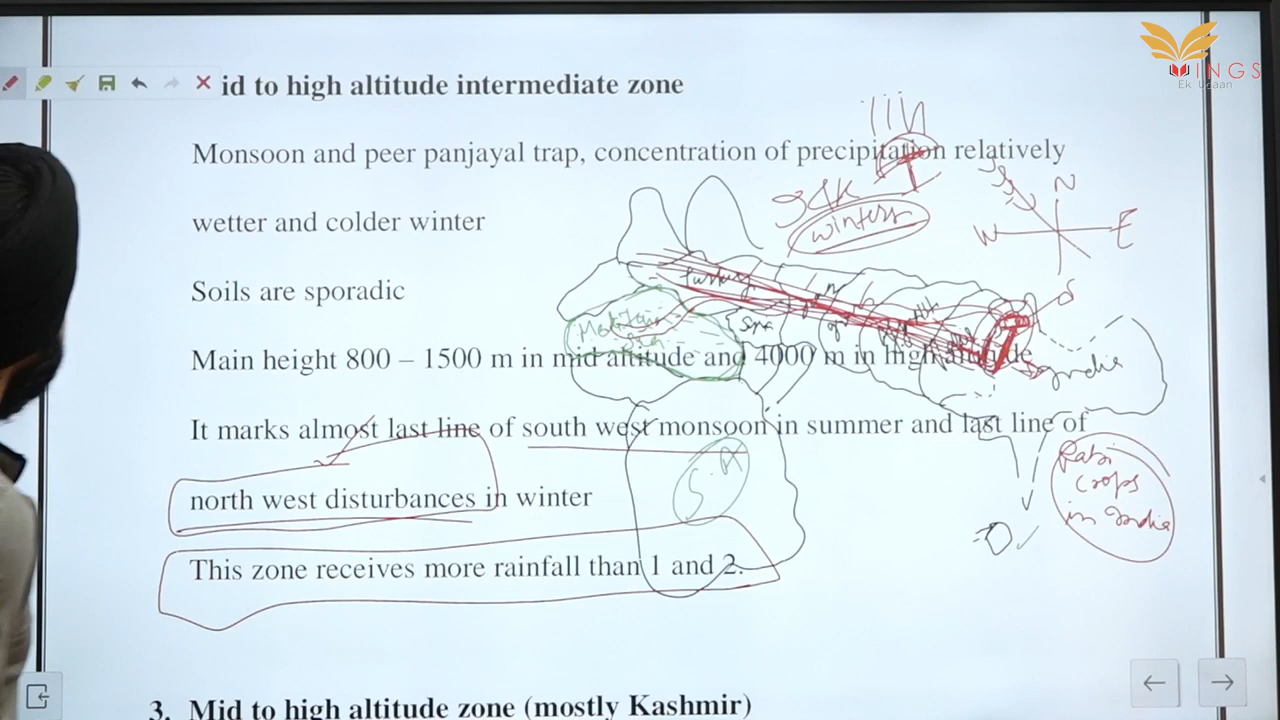 WINGS
Ek Udaan
id to high altitude intermediate zone
Monsoon and peer panjayal trap, concentration of precipitation relatively
wetter and colder winter
Soils are sporadic
Main height 800 – 1500 m in mid altitude and 4000 m in high altitude
It marks almost last line of south west monsoon in summer and last line of
north west disturbances in winter
This zone receives more rainfall than 1 and 2.
3. Mid to high altitude zone (mostly Kashmir)
J&K
winters
N
W
E
S
Turkey
India
S.A
Rabi
crops
in India